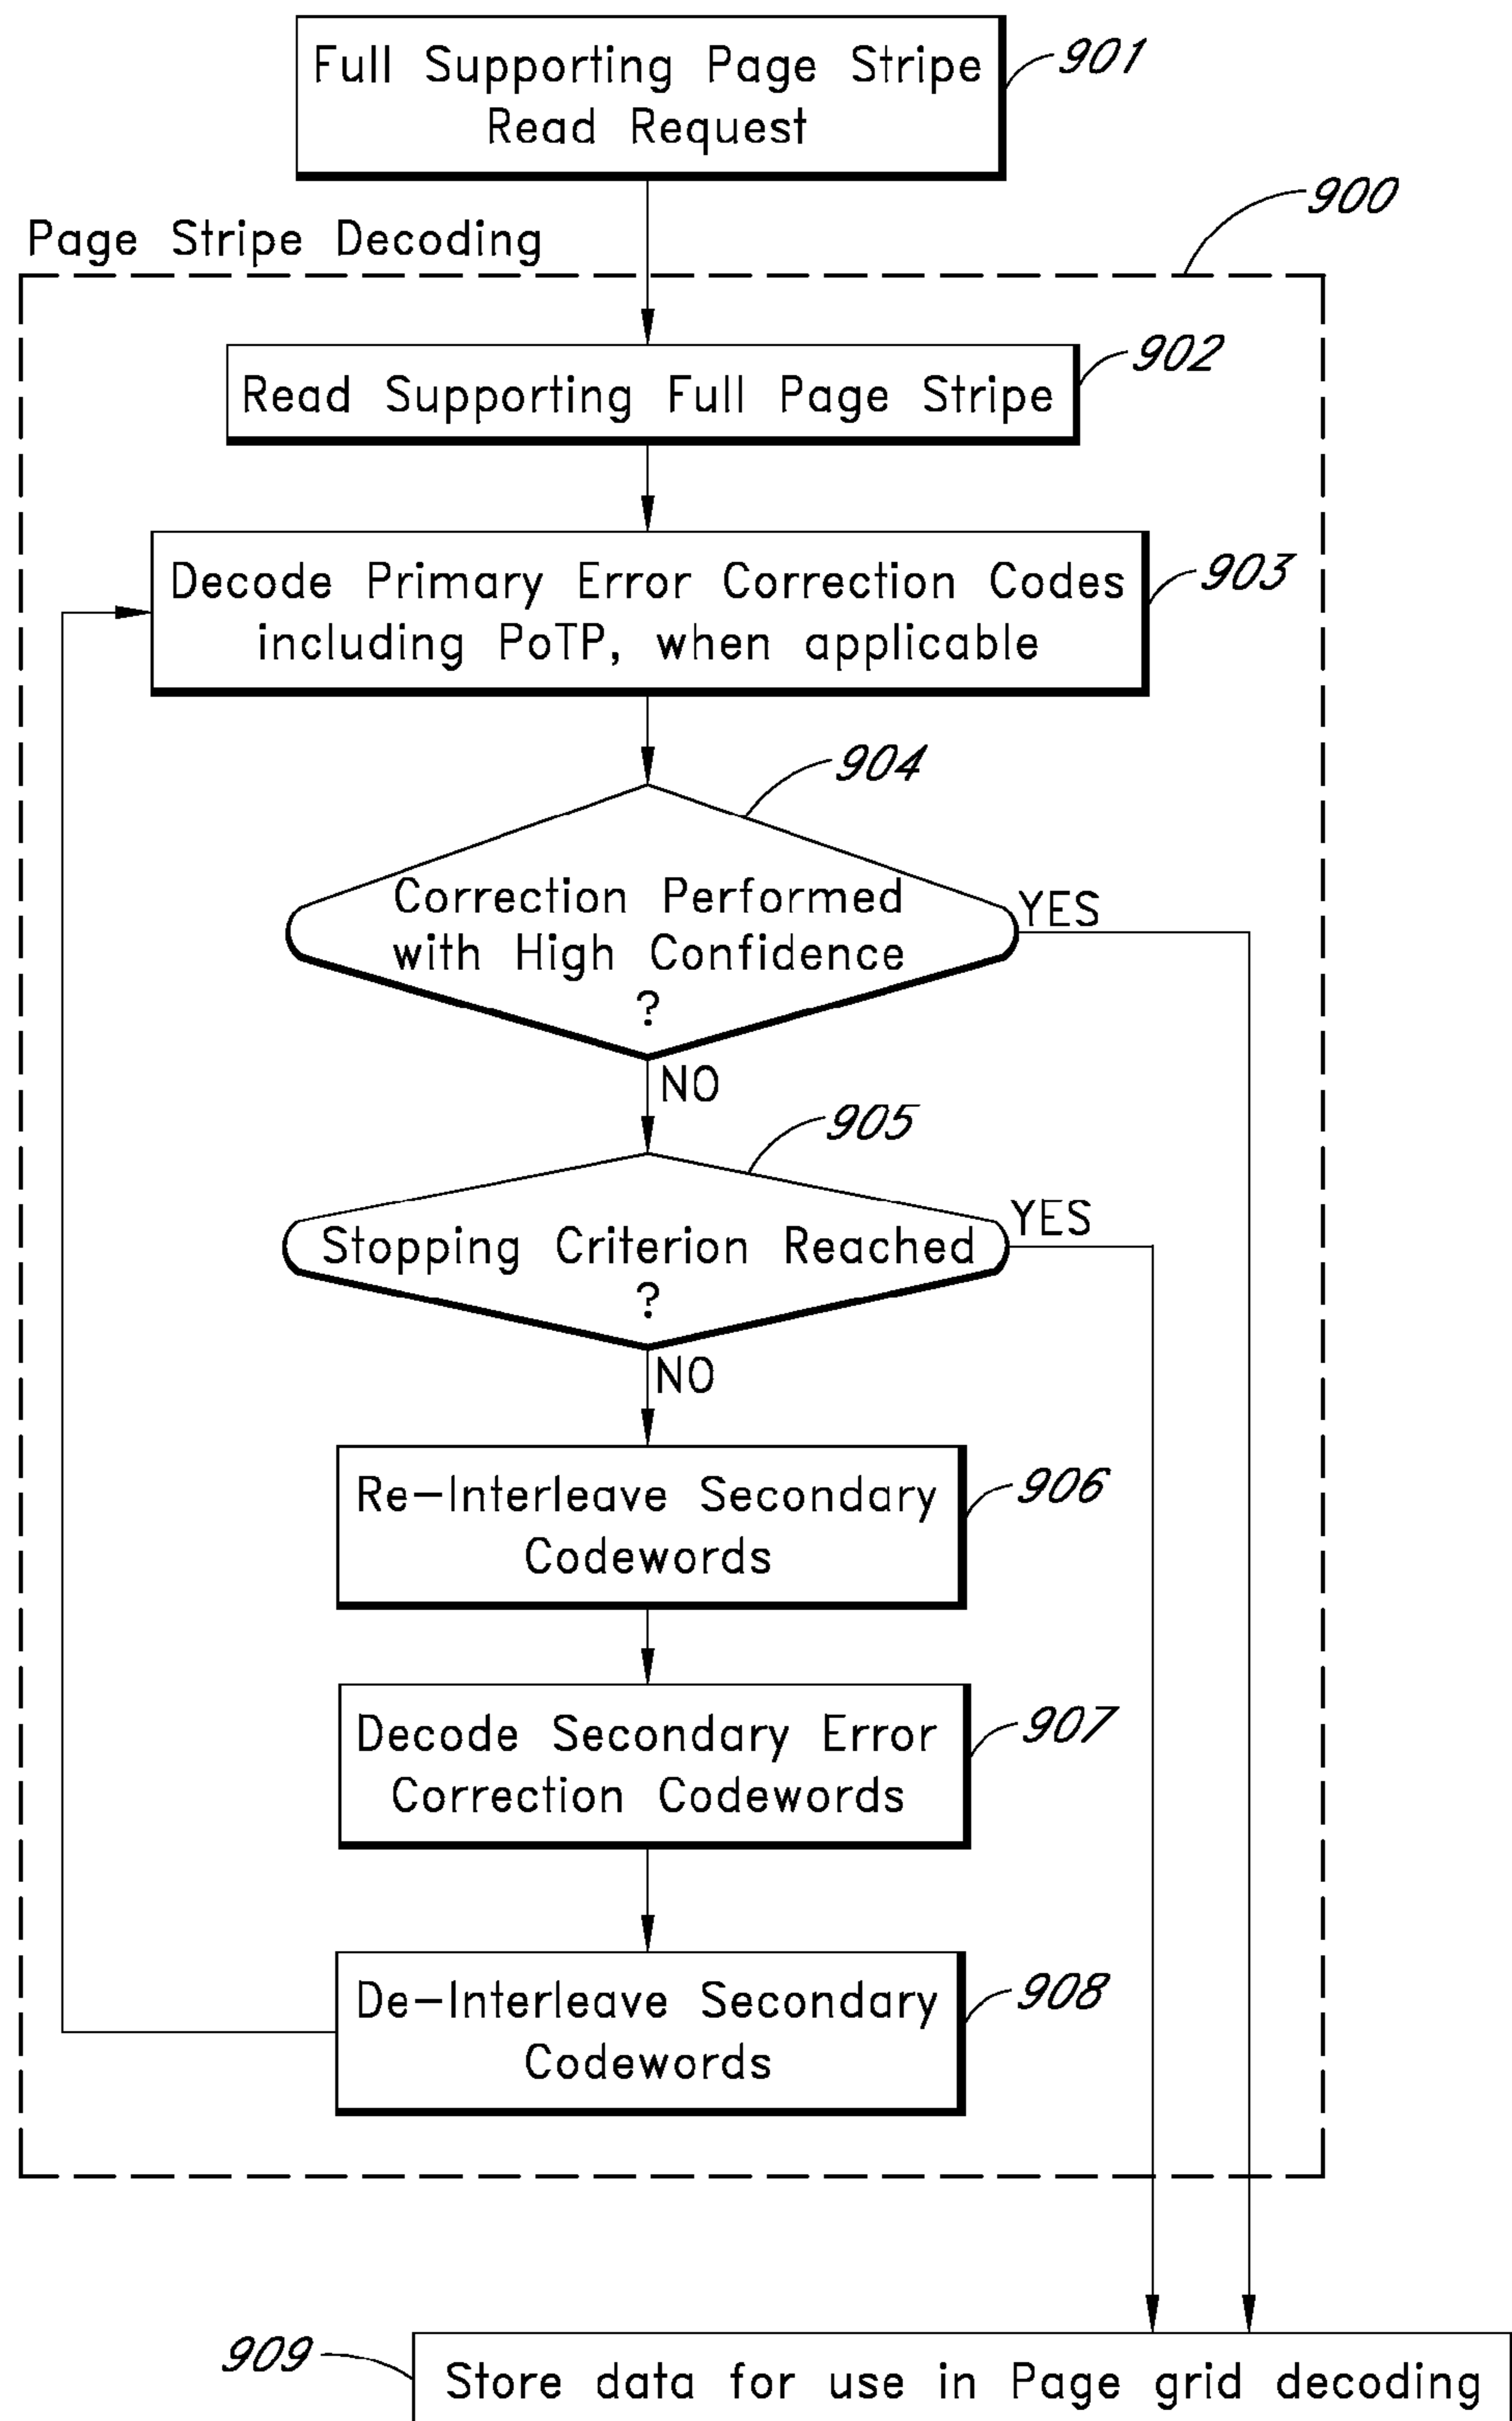 Full Supporting Page Stripe
Read Request
901
900
Page Stripe Decoding
902
Read Supporting Full Page Stripe
903
Decode Primary Error Correction Codes
including PoTP, when applicable
904
Correction Performed
with High Confidence
?
YES
NO
905
Stopping Criterion Reached
?
YES
NO
906
Re-Interleave Secondary
Codewords
907
Decode Secondary Error
Correction Codewords
908
De-Interleave Secondary
Codewords
909
Store data for use in Page grid decoding